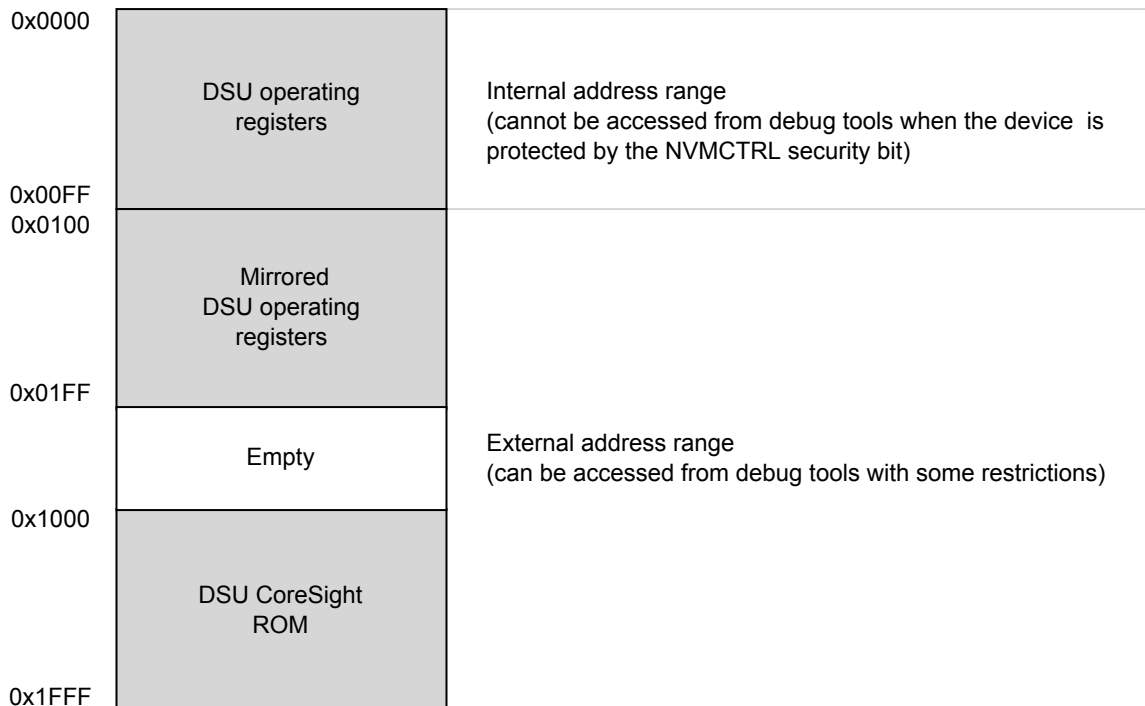 0x0000
DSU operating
registers
Internal address range
(cannot be accessed from debug tools when the device is
protected by the NVMCTRL security bit)
0x00FF
0x0100
Mirrored
DSU operating
registers
0x01FF
Empty
External address range
(can be accessed from debug tools with some restrictions)
0x1000
DSU CoreSight
ROM
0x1FFF